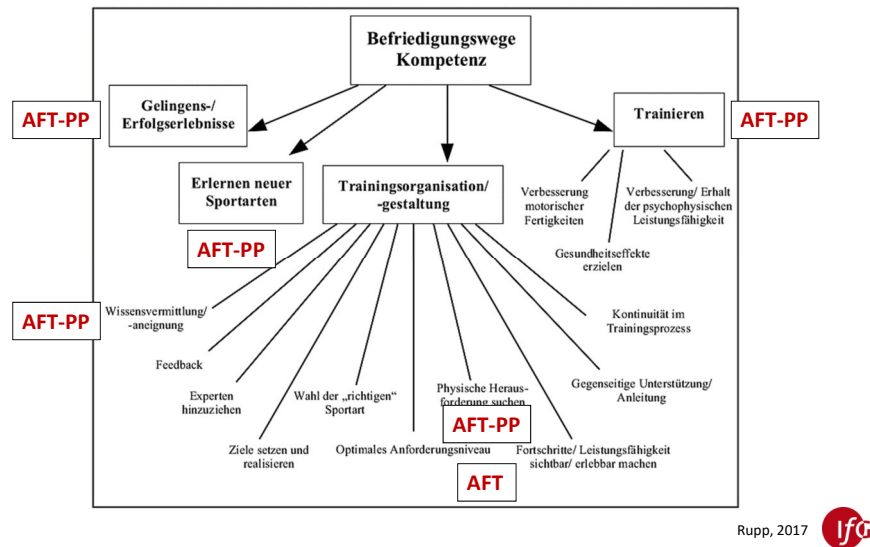 Befriedigungswege
Kompetenz
AFT-PP
Gelingens-/
Erfolgserlebnisse
Trainieren
AFT-PP
Erlernen neuer
Sportarten
Trainingsorganisation/
-gestaltung
Verbesserung
motorischer
Fertigkeiten
Verbesserung/ Erhalt
der psychophysischen
Leistungsfähigkeit
AFT-PP
Gesundheitseffekte
erzielen
AFT-PP
Wissensvermittlung/
-aneignung
Kontinuität im
Trainingsprozess
Feedback
Experten
hinzuziehen
Wahl der „richtigen“
Sportart
Physische Heraus-
forderung suchen
Gegenseitige Unterstützung/
Anleitung
AFT-PP
Ziele setzen und
realisieren
Optimales Anforderungsniveau
Fortschritte/ Leistungsfähigkeit
sichtbar/ erlebbar machen
AFT
Rupp, 2017
IfG